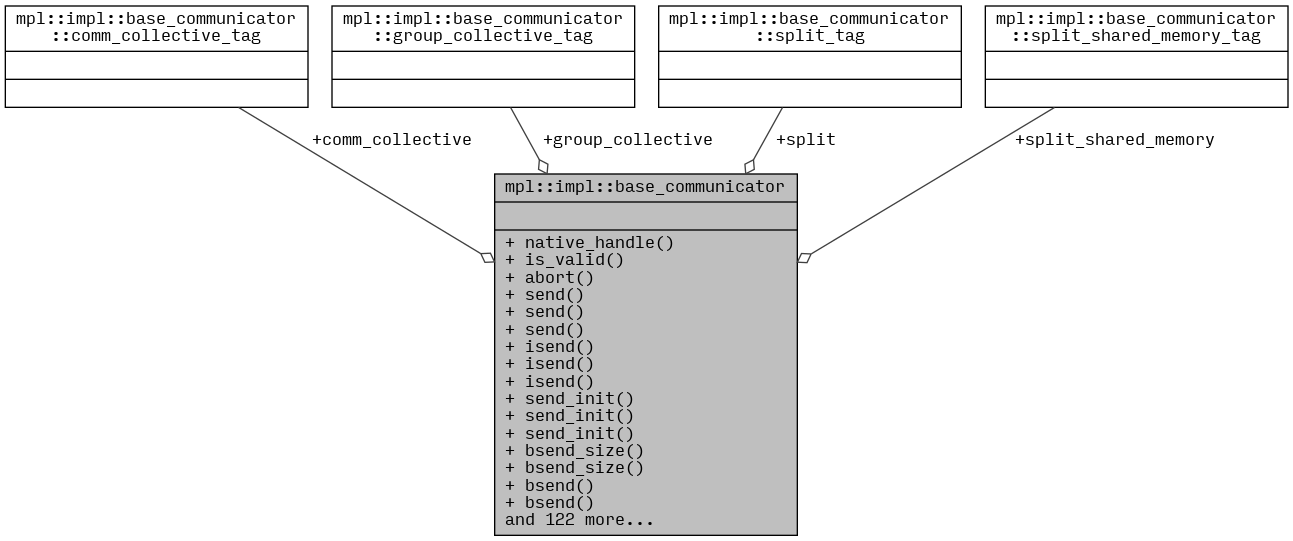 mpl::impl::base_communicator
::comm_collective_tag
mpl::impl::base_communicator
::group_collective_tag
mpl::impl::base_communicator
::split_tag
mpl::impl::base_communicator
::split_shared_memory_tag
+comm_collective
+group_collective
+split
+split_shared_memory
mpl::impl::base_communicator
+ native_handle()
+ is_valid()
+ abort()
+ send()
+ send()
+ send()
+ isend()
+ isend()
+ isend()
+ send_init()
+ send_init()
+ send_init()
+ bsend_size()
+ bsend_size()
+ bsend()
+ bsend()
and 122 more...